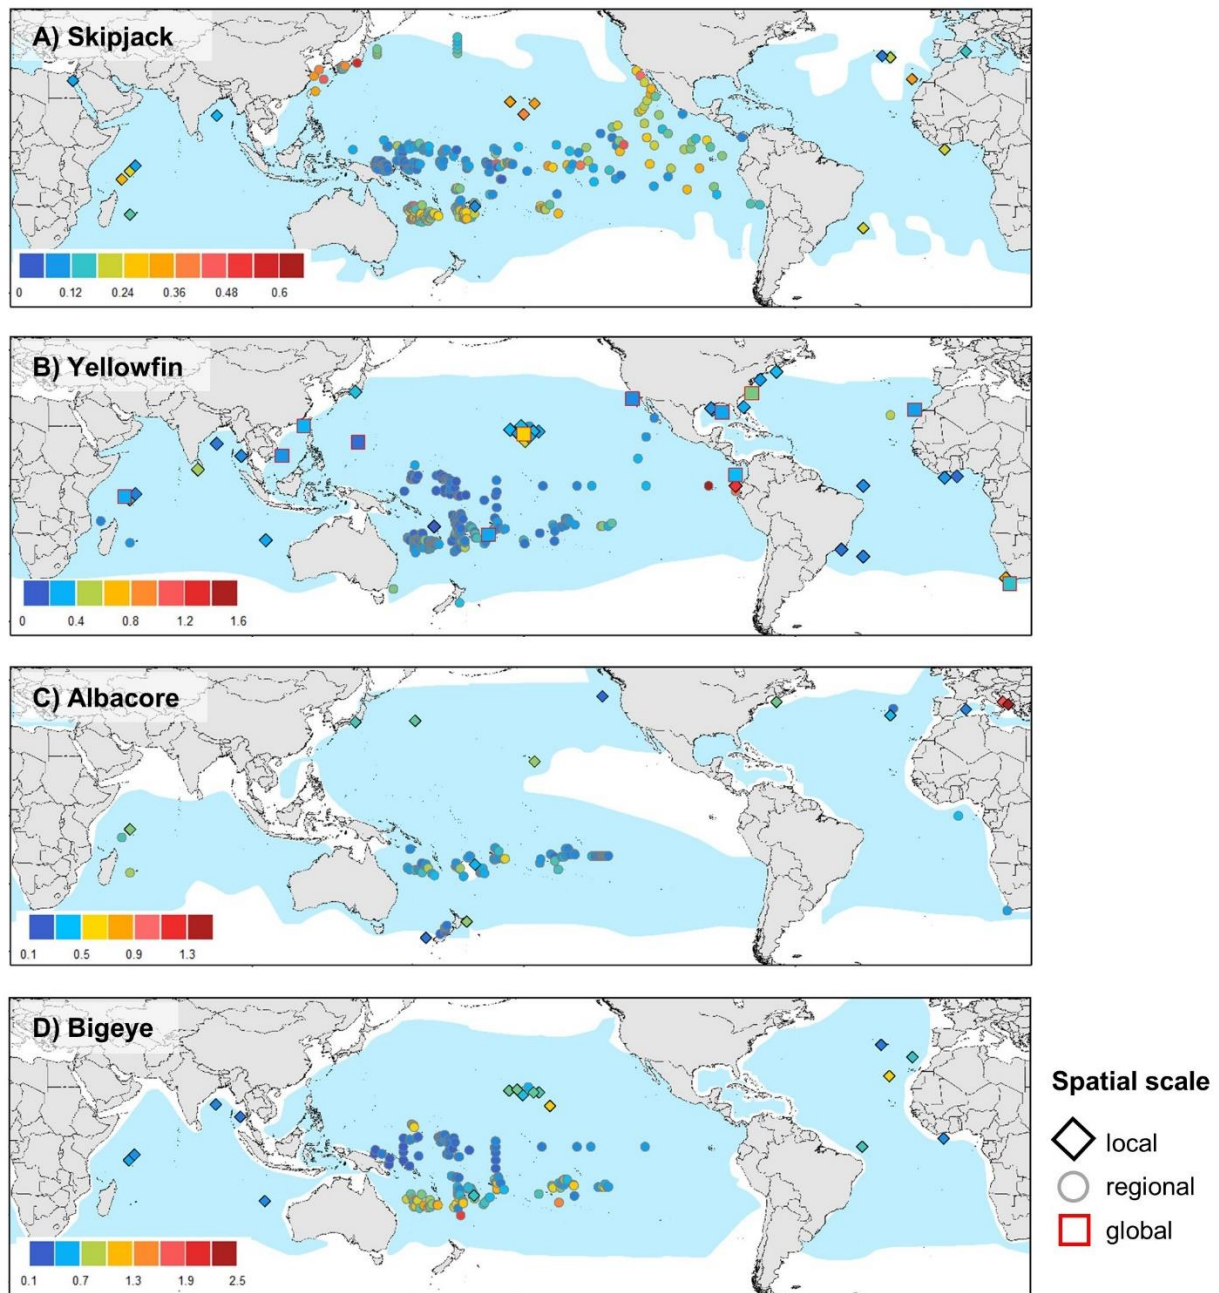 A) Skipjack
0 0.12 0.24 0.36 0.48 0.6
B) Yellowfin
0 0.4 0.8 1.2 1.6
C) Albacore
0.1 0.5 0.9 1.3
D) Bigeye
0.1 0.7 1.3 1.9 2.5
Spatial scale
local
regional
global